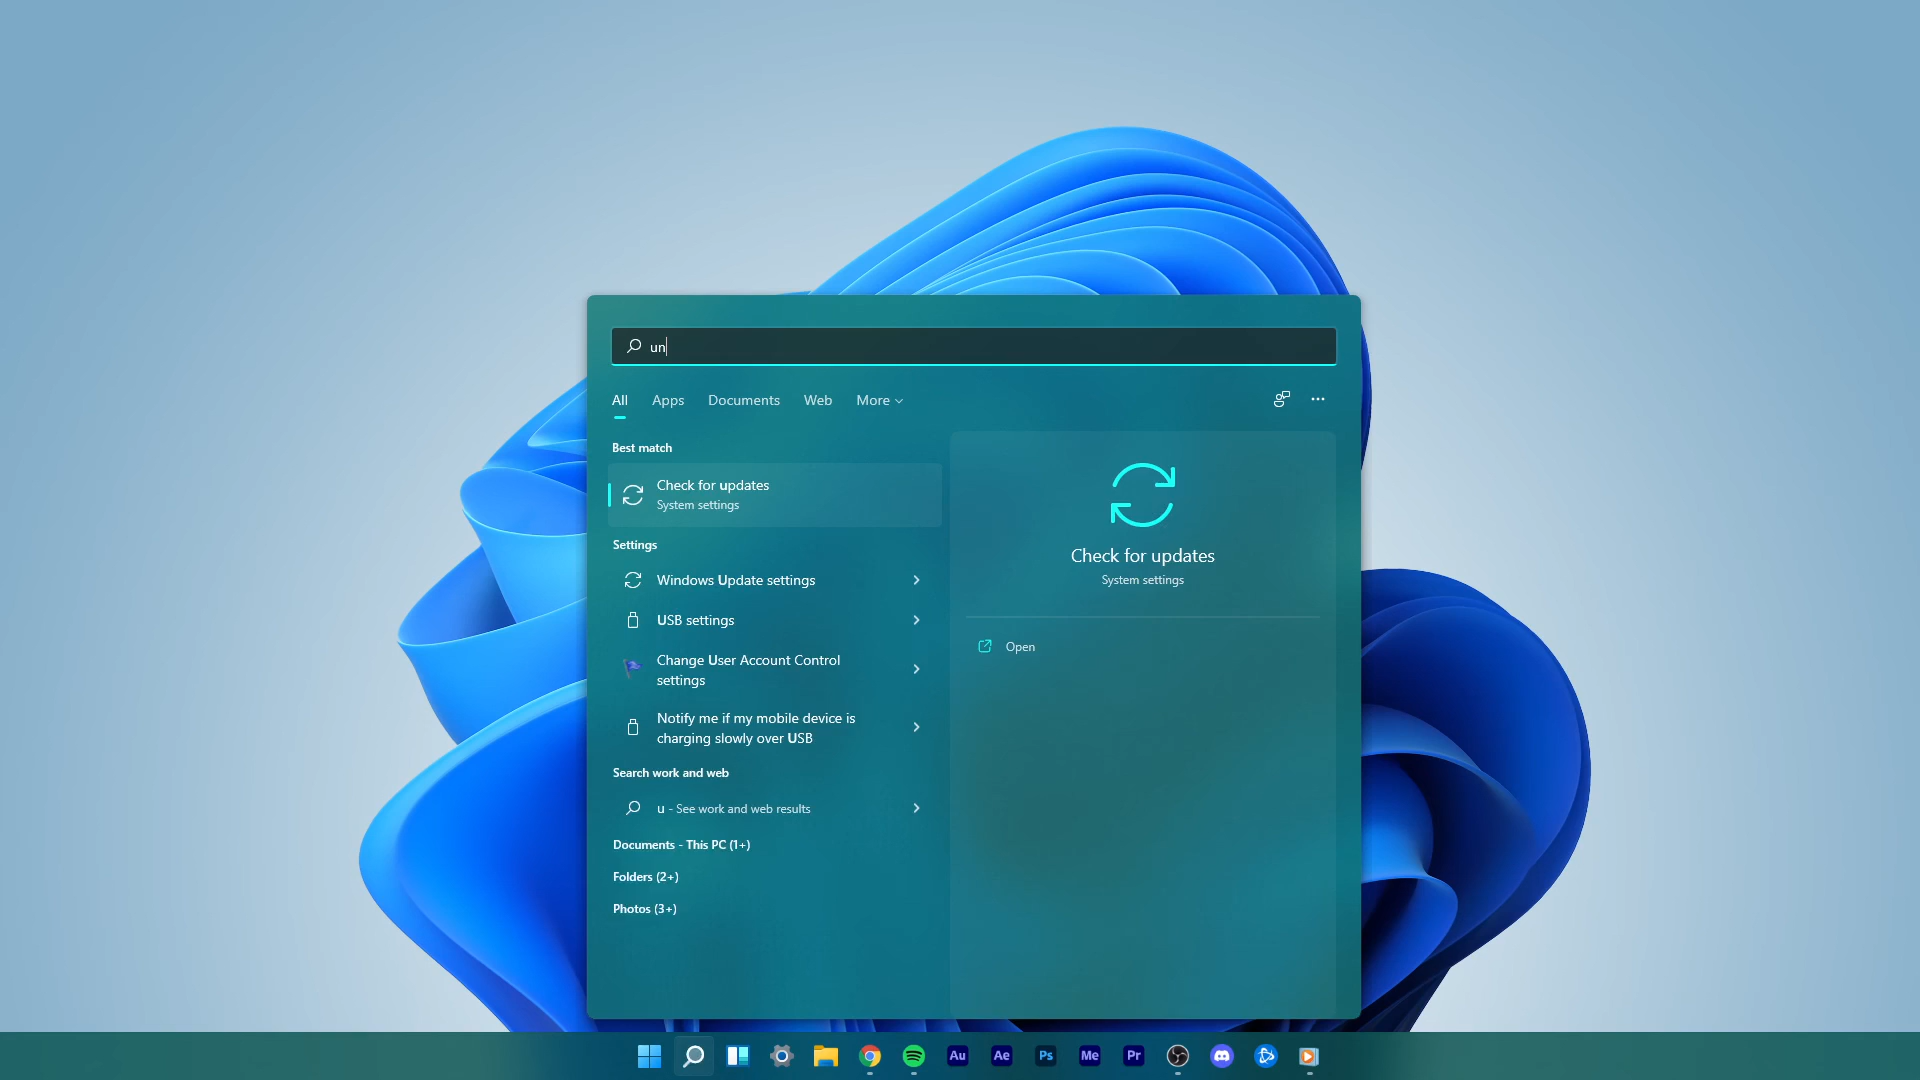 un
All Apps Documents Web More
Best match
Check for updates
System settings
Settings
Windows Update settings
USB settings
Change User Account Control
settings
Notify me if my mobile device is
charging slowly over USB
Search work and web
u - See work and web results
Documents - This PC (1+)
Folders (2+)
Photos (3+)
Check for updates
System settings
Open
Au Ae Ps Me Pr